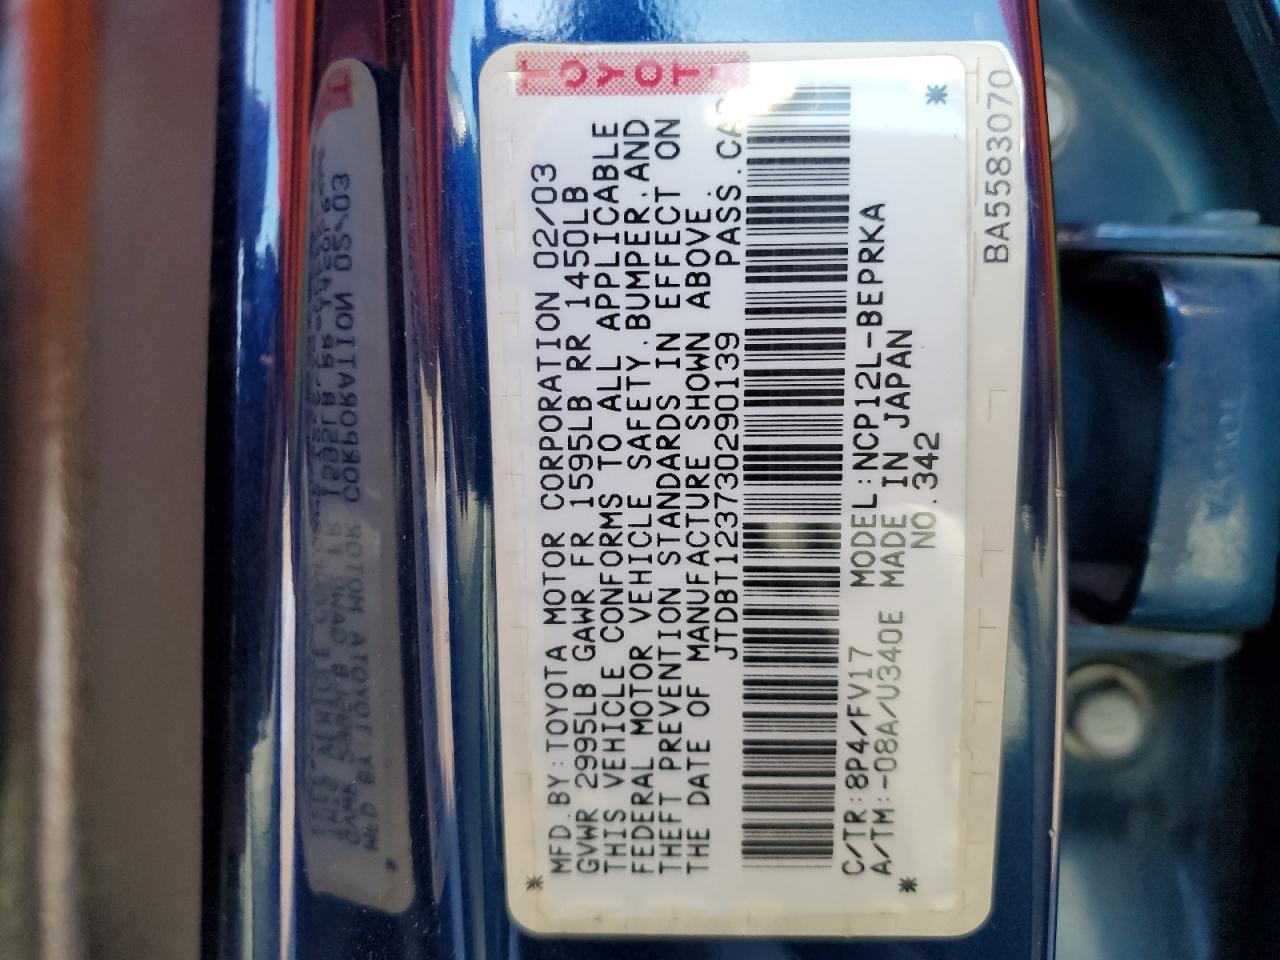 TOYOTA
MFD.BY:TOYOTA MOTOR CORPORATION 02/03
GVWR 2995LB GAWR FR 1595LB RR 1450LB
THIS VEHICLE CONFORMS TO ALL APPLICABLE
FEDERAL MOTOR VEHICLE SAFETY,BUMPER,AND
THEFT PREVENTION STANDARDS IN EFFECT ON
THE DATE OF MANUFACTURE SHOWN ABOVE.
JTDBT123730290139 PASS.CAR
C/TR:8P4/FV17 MODEL:NCP12L-BEPRKA
A/TM:-08A/U340E MADE IN JAPAN
NO.342
BA5583070